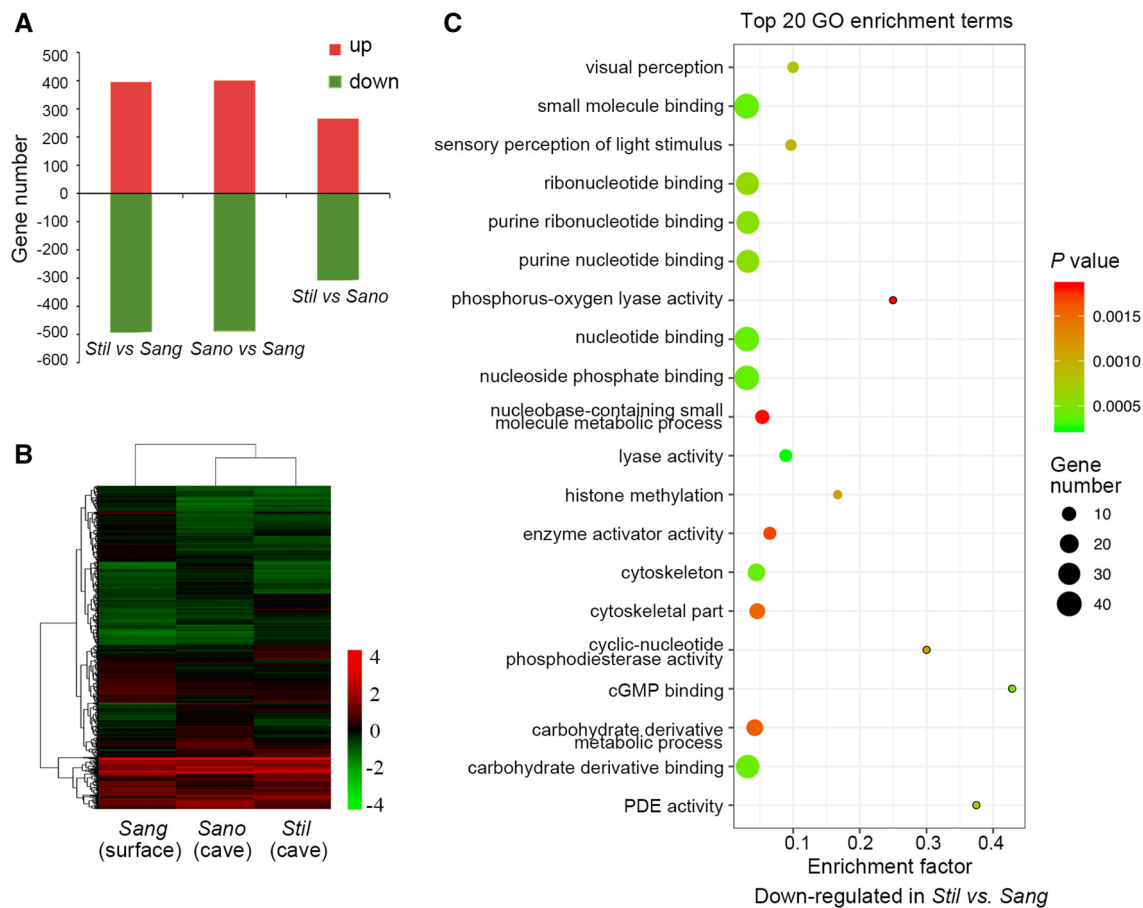 A
up
down
500
400
300
200
100
0
-100
-200
-300
-400
-500
-600
Gene number
Stil vs Sang
Sano vs Sang
Stil vs Sano
B
4
2
0
-2
-4
Sang
(surface)
Sano
(cave)
Stil
(cave)
C
Top 20 GO enrichment terms
visual perception
small molecule binding
sensory perception of light stimulus
ribonucleotide binding
purine ribonucleotide binding
purine nucleotide binding
phosphorus-oxygen lyase activity
nucleotide binding
nucleoside phosphate binding
nucleobase-containing small
molecule metabolic process
lyase activity
histone methylation
enzyme activator activity
cytoskeleton
cytoskeletal part
cyclic-nucleotide
phosphodiesterase activity
cGMP binding
carbohydrate derivative
metabolic process
carbohydrate derivative binding
PDE activity
0.1 0.2 0.3 0.4
Enrichment factor
Down-regulated in Stil vs. Sang
P value
0.0015
0.0010
0.0005
Gene
number
10
20
30
40